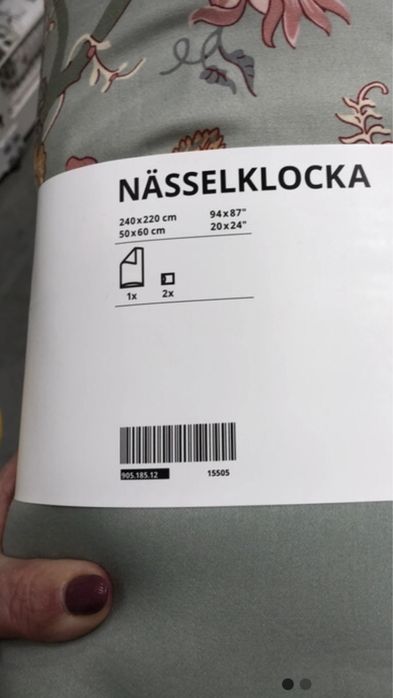 NÄSSELKLOCKA
240x220 cm 94x87"
50x60 cm 20x24"
1x 2x
905.185.12 15505